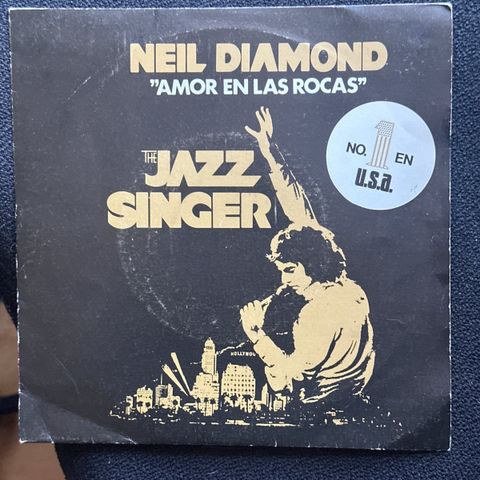 NEIL DIAMOND
"AMOR EN LAS ROCAS"
THE JAZZ
SINGER
NO. 1 EN
u.s.a.
HOLLYWOOD